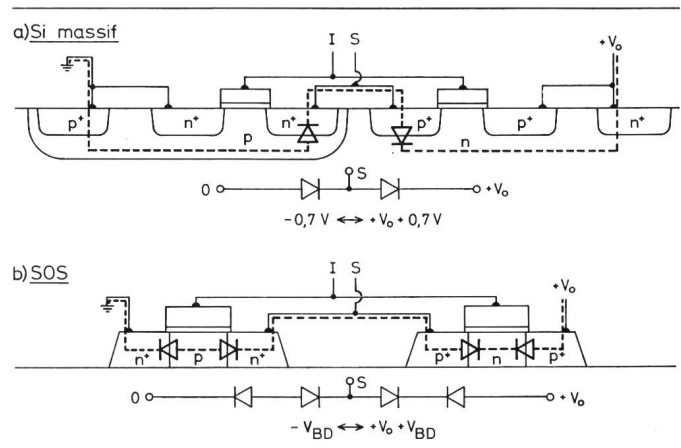 a) Si massif
I S
+V₀
p⁺ n⁺ p n⁺ p⁺ n p⁺ n⁺
0 S +V₀
-0,7 V ⟷ +V₀ + 0,7 V
b) SOS
I S
+V₀
n⁺ p n⁺ p⁺ n p⁺
0 S +V₀
- V_BD ⟷ +V₀ + V_BD